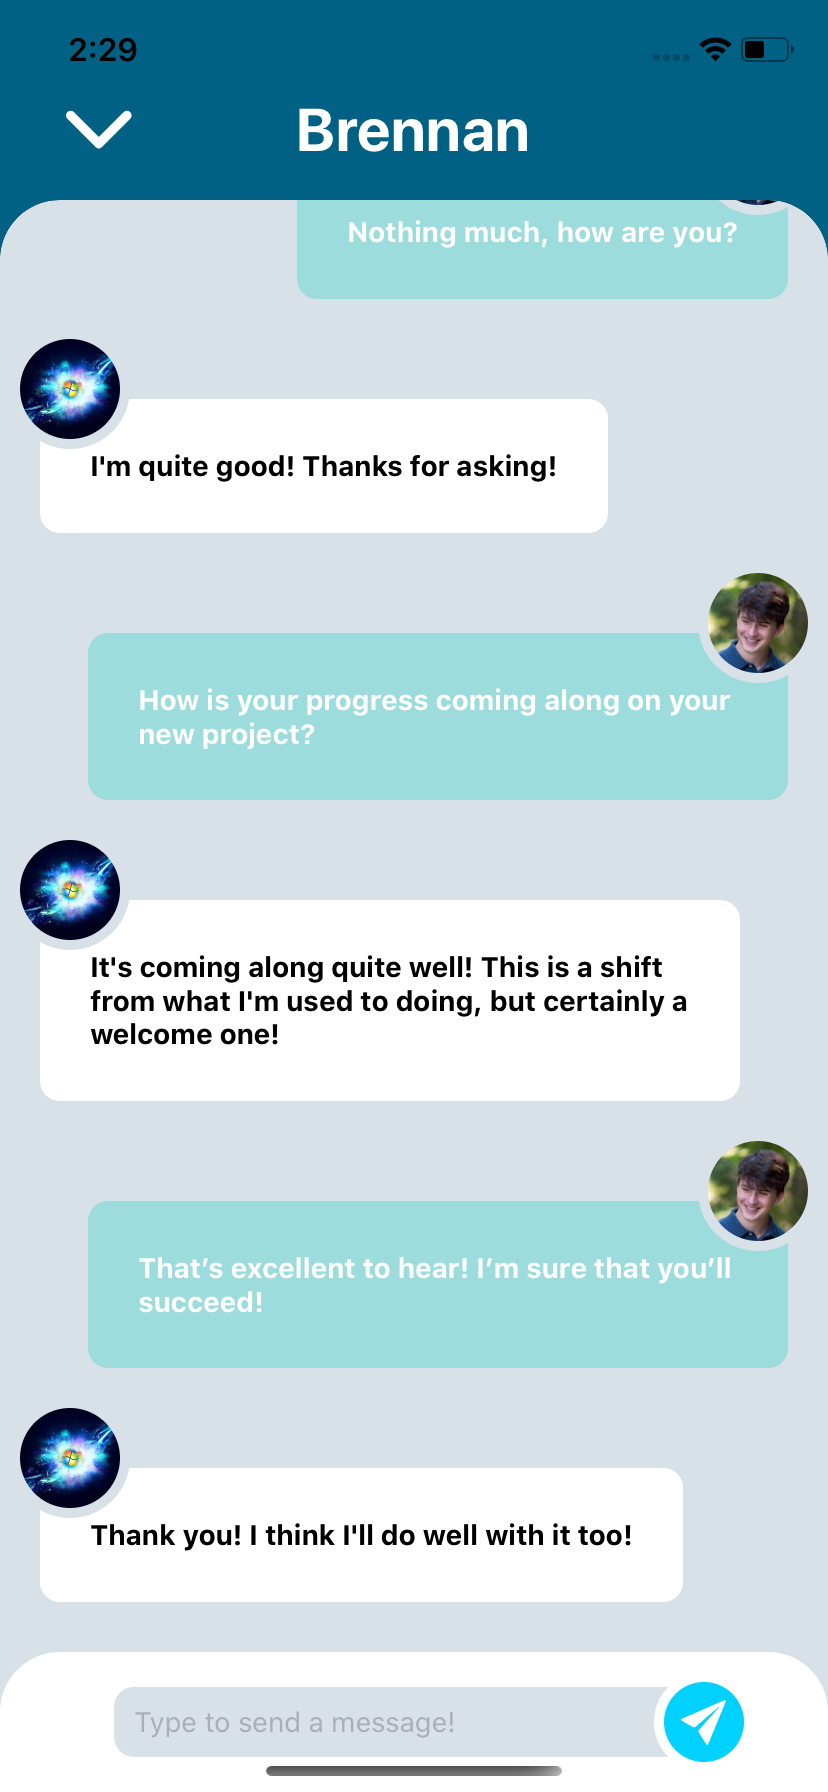 2:29
Brennan
Nothing much, how are you?
I'm quite good! Thanks for asking!
How is your progress coming along on your
new project?
It's coming along quite well! This is a shift
from what I'm used to doing, but certainly a
welcome one!
That’s excellent to hear! I’m sure that you’ll
succeed!
Thank you! I think I'll do well with it too!
Type to send a message!